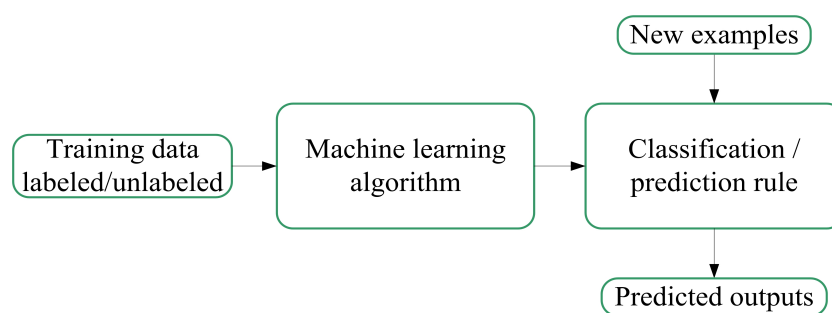 New examples
Training data
labeled/unlabeled
Machine learning
algorithm
Classification /
prediction rule
Predicted outputs